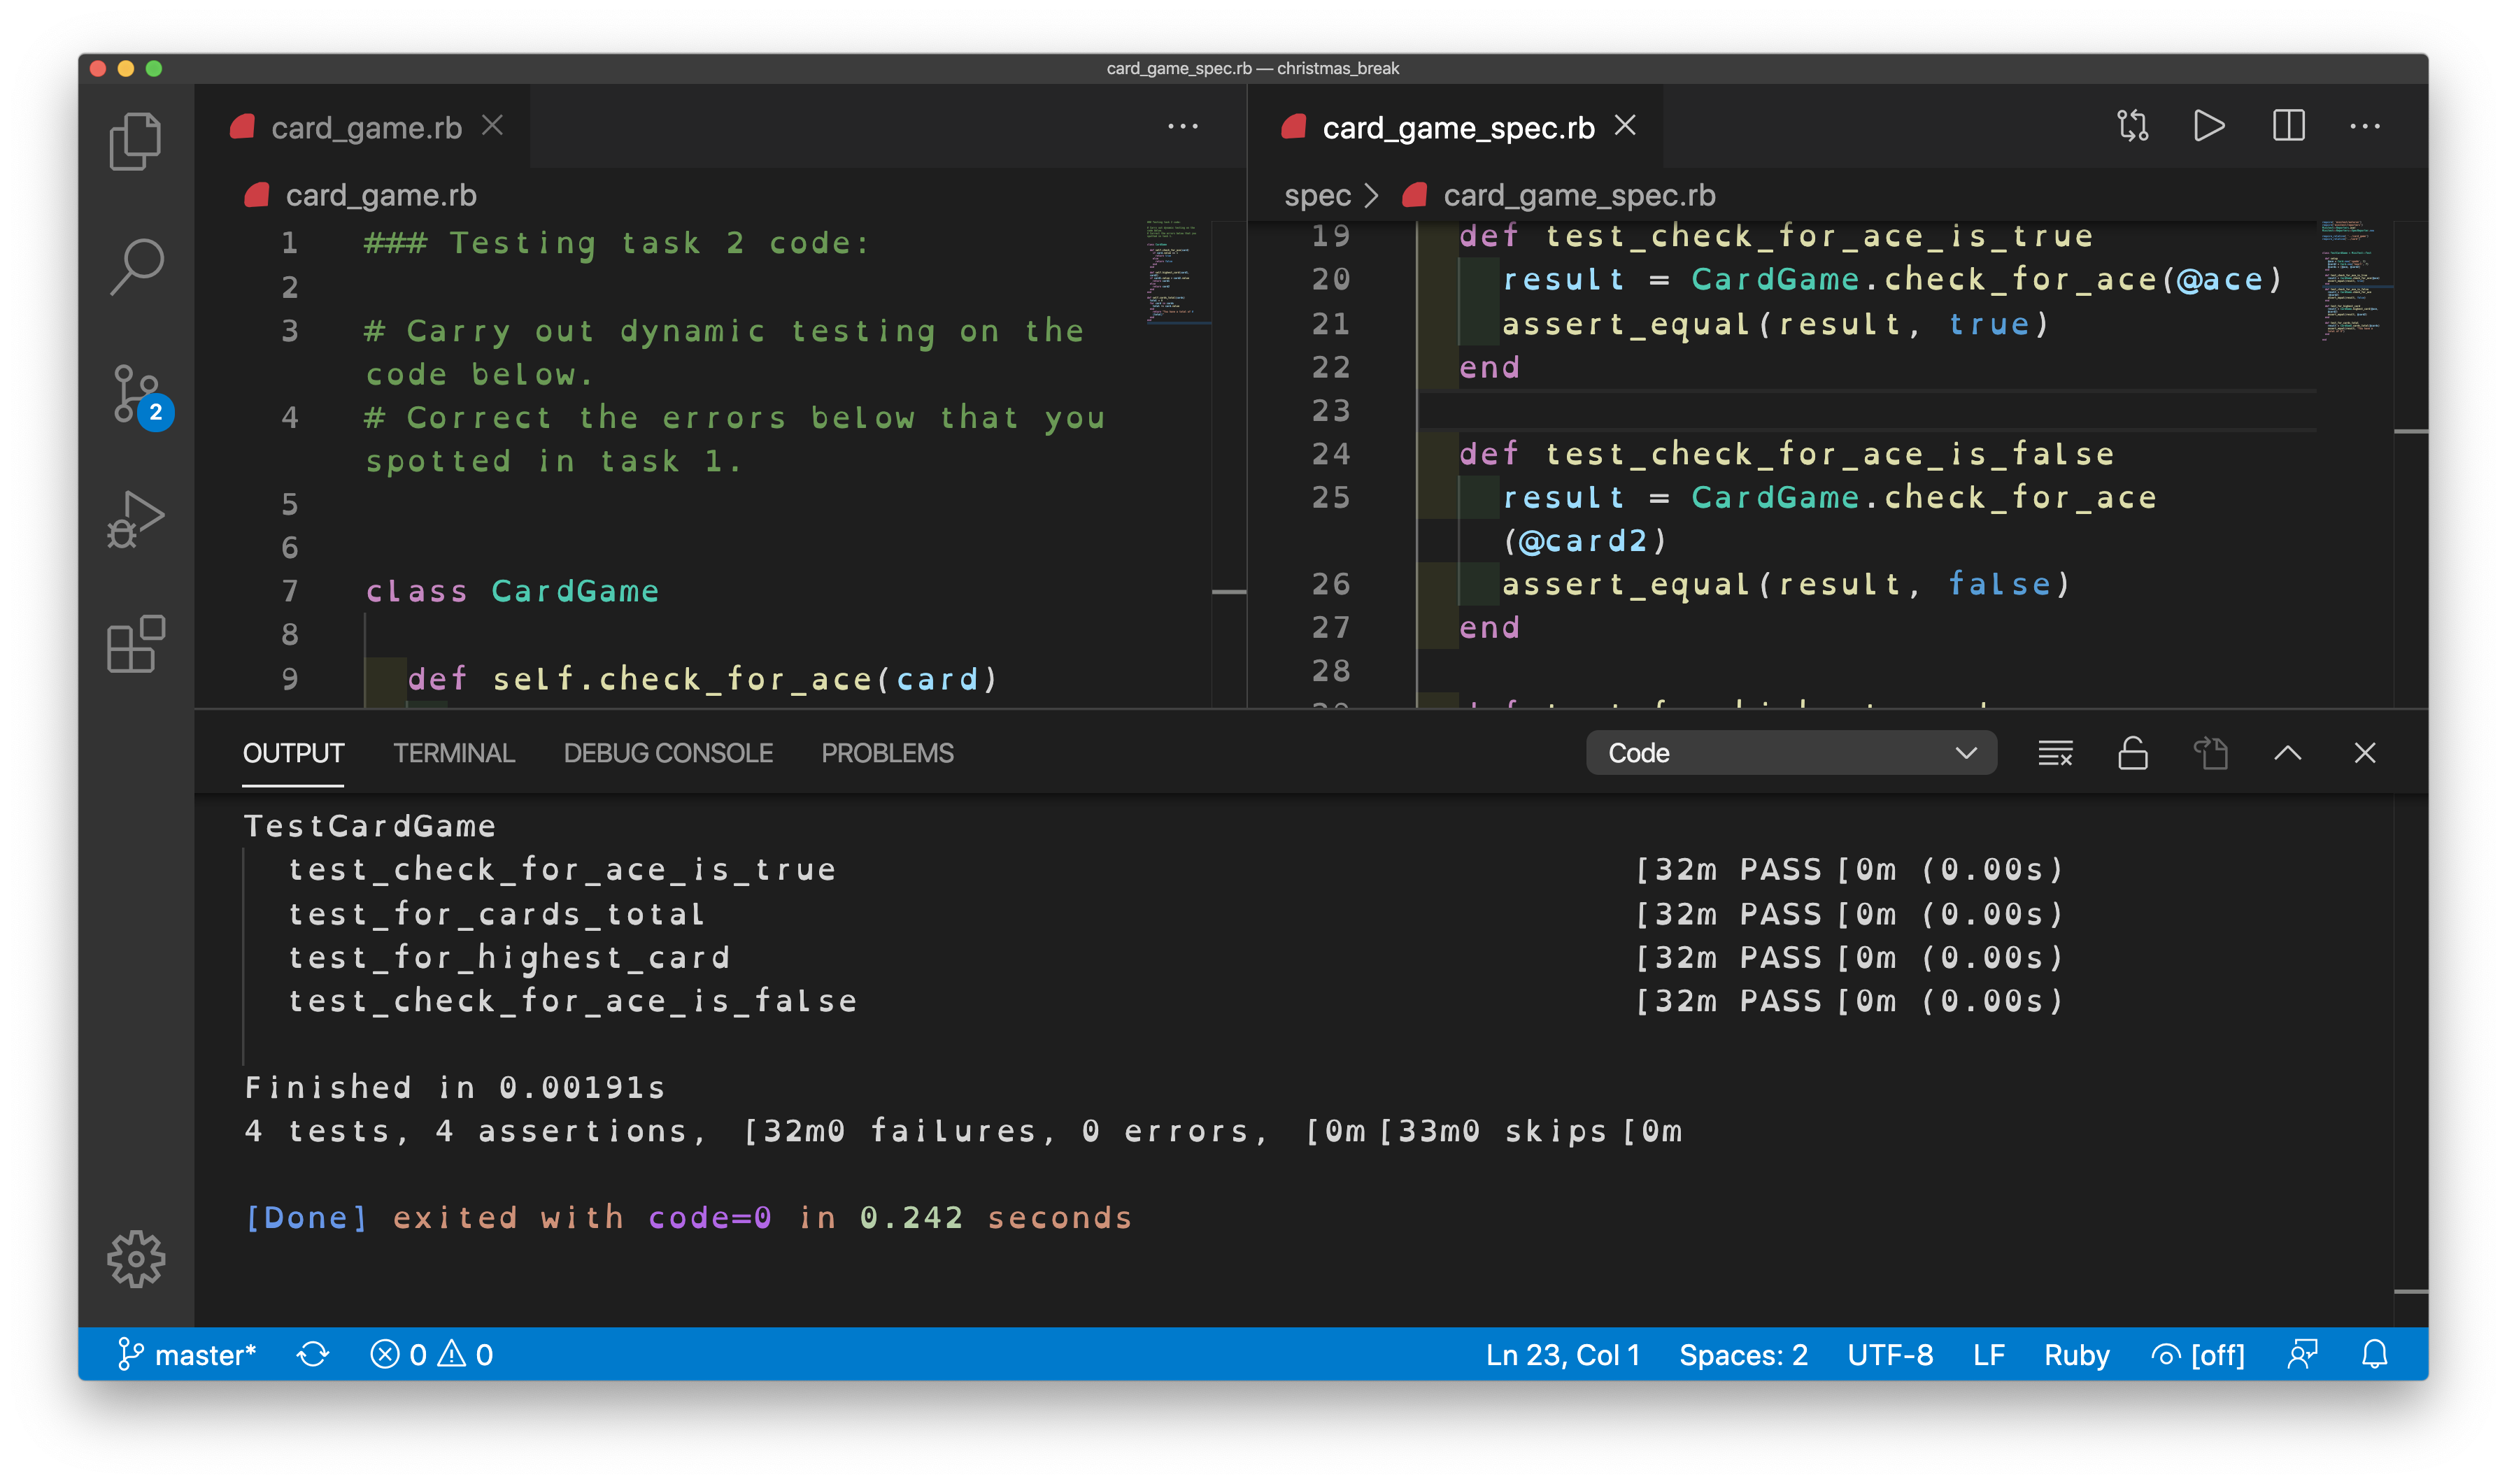 card_game_spec.rb — christmas_break
card_game.rb
card_game.rb
1 ### Testing task 2 code:
2
3 # Carry out dynamic testing on the
code below.
4 # Correct the errors below that you
spotted in task 1.
5
6
7 class CardGame
8
9 def self.check_for_ace(card)
card_game_spec.rb
spec > card_game_spec.rb
19 def test_check_for_ace_is_true
20 result = CardGame.check_for_ace(@ace)
21 assert_equal(result, true)
22 end
23
24 def test_check_for_ace_is_false
25 result = CardGame.check_for_ace
(@card2)
26 assert_equal(result, false)
27 end
28
2
OUTPUT TERMINAL DEBUG CONSOLE PROBLEMS Code
TestCardGame
test_check_for_ace_is_true [32m PASS [0m (0.00s)
test_for_cards_total [32m PASS [0m (0.00s)
test_for_highest_card [32m PASS [0m (0.00s)
test_check_for_ace_is_false [32m PASS [0m (0.00s)
Finished in 0.00191s
4 tests, 4 assertions, [32m0 failures, 0 errors, [0m [33m0 skips [0m
[Done] exited with code=0 in 0.242 seconds
master* 0 0 Ln 23, Col 1 Spaces: 2 UTF-8 LF Ruby [off]